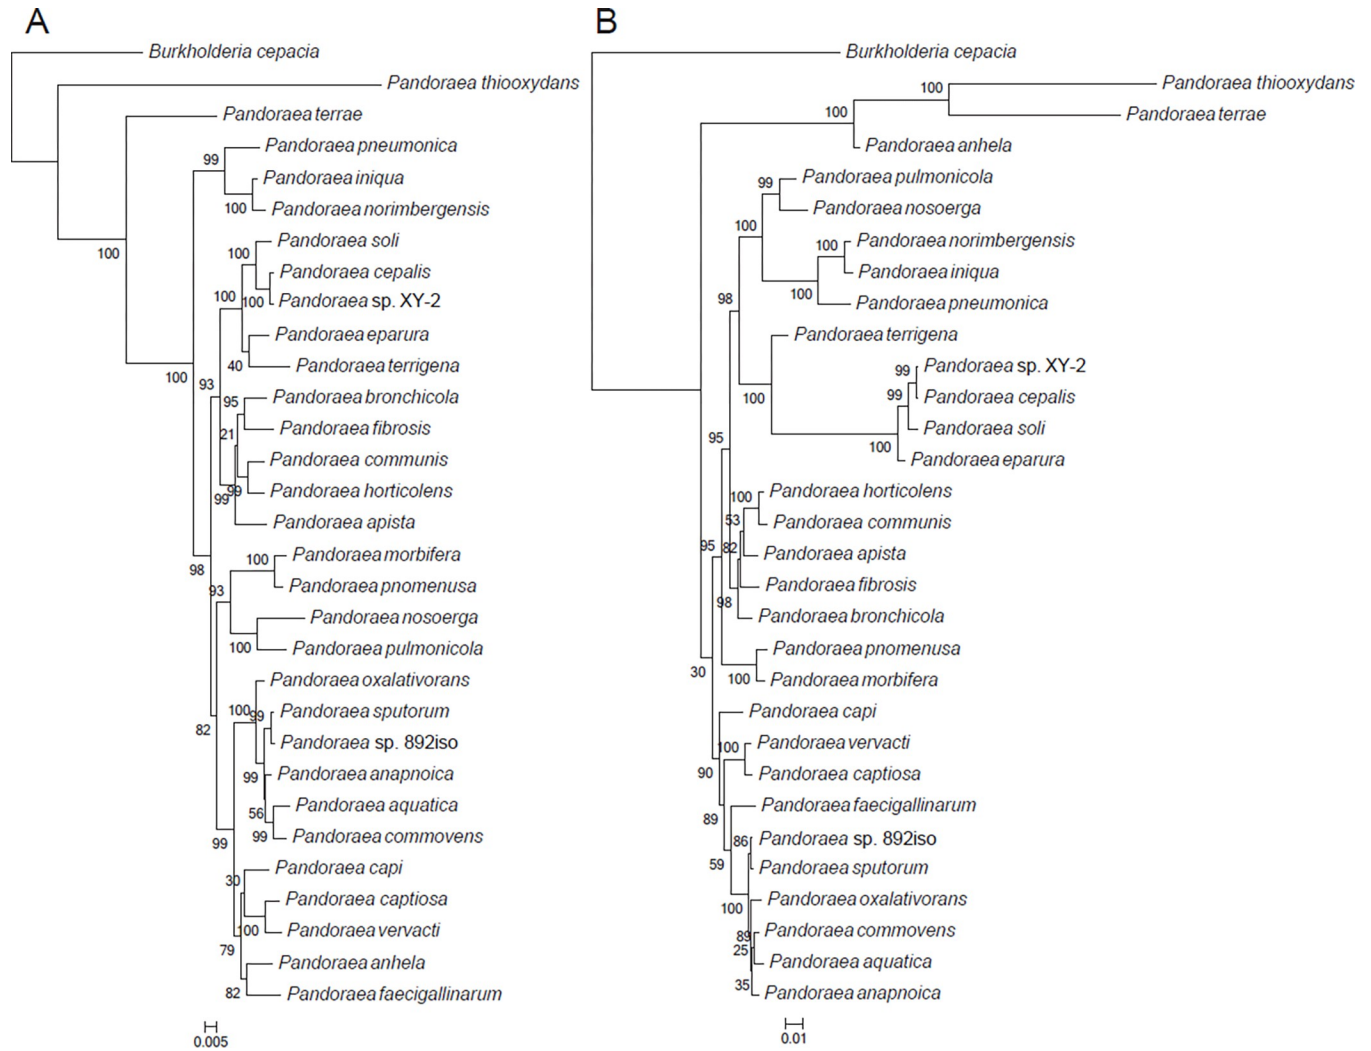 A
Burkholderia cepacia
Pandoraea thiooxydans
Pandoraea terrae
Pandoraea pneumonica
99
Pandoraea iniqua
100
Pandoraea norimbergensis
Pandoraea soli
100
100
Pandoraea cepalis
100
Pandoraea sp. XY-2
100
Pandoraea eparura
40
Pandoraea terrigena
100
93
Pandoraea bronchicola
95
Pandoraea fibrosis
21
Pandoraea communis
99
Pandoraea horticolens
99
Pandoraea apista
Pandoraea morbifera
100
98
Pandoraea pnomenusa
93
Pandoraea nosoerga
100
Pandoraea pulmonicola
Pandoraea oxalativorans
100
99
Pandoraea sputorum
82
Pandoraea sp. 892iso
99
Pandoraea anapnoica
Pandoraea aquatica
56
99
Pandoraea commovens
99
Pandoraea capi
30
Pandoraea captiosa
100
Pandoraea vervacti
79
Pandoraea anhela
82
Pandoraea faecigallinarum
0.005
B
Burkholderia cepacia
100
Pandoraea thiooxydans
100
Pandoraea terrae
Pandoraea anhela
99
Pandoraea pulmonicola
Pandoraea nosoerga
100
100
Pandoraea norimbergensis
Pandoraea iniqua
100
98
Pandoraea pneumonica
Pandoraea terrigena
99
Pandoraea sp. XY-2
99
100
Pandoraea cepalis
Pandoraea soli
95
100
Pandoraea eparura
100
Pandoraea horticolens
53
Pandoraea communis
95
82
Pandoraea apista
Pandoraea fibrosis
98
Pandoraea bronchicola
Pandoraea pnomenusa
30
100
Pandoraea morbifera
Pandoraea capi
100
Pandoraea vervacti
90
Pandoraea captiosa
Pandoraea faecigallinarum
89
86
Pandoraea sp. 892iso
59
Pandoraea sputorum
Pandoraea oxalativorans
100
Pandoraea commovens
89
25
Pandoraea aquatica
35
Pandoraea anapnoica
0.01